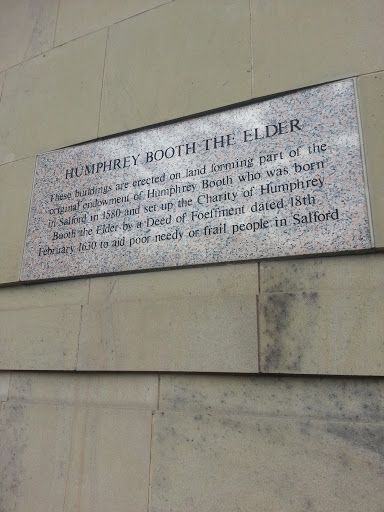 HUMPHREY BOOTH THE ELDER
These buildings are erected on land forming part of the
original endowment of Humphrey Booth who was born
in Salford in 1580 and set up the Charity of Humphrey
Booth the Elder by a Deed of Foeffment dated 18th
February 1630 to aid poor needy or frail people in Salford